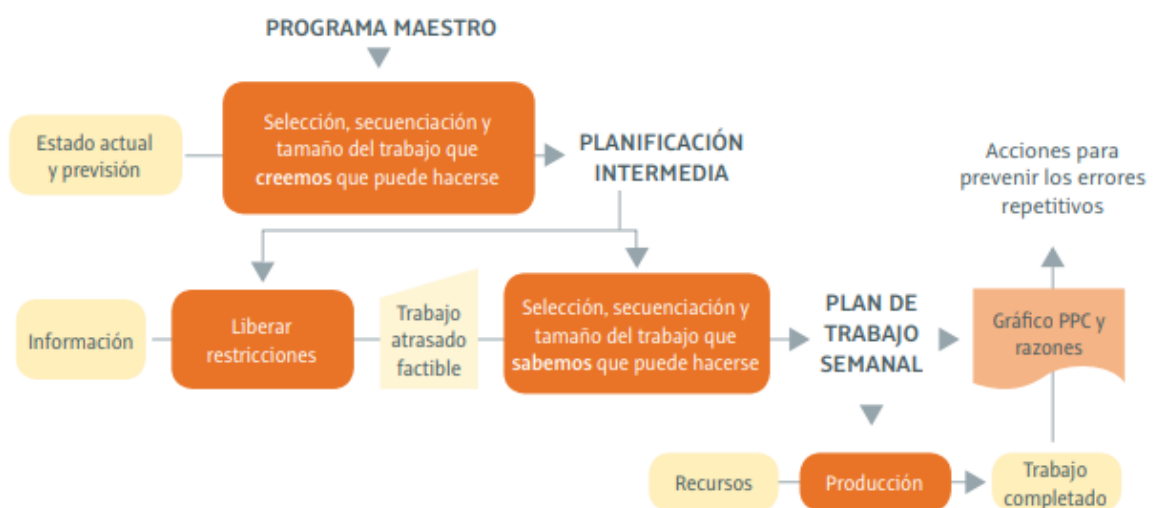 PROGRAMA MAESTRO
Estado actual
y previsión
Selección, secuenciación y
tamaño del trabajo que
creemos que puede hacerse
PLANIFICACIÓN
INTERMEDIA
Acciones para
prevenir los errores
repetitivos
Información
Liberar
restricciones
Trabajo
atrasado
factible
Selección, secuenciación y
tamaño del trabajo que
sabemos que puede hacerse
PLAN DE
TRABAJO
SEMANAL
Gráfico PPC y
razones
Recursos
Producción
Trabajo
completado